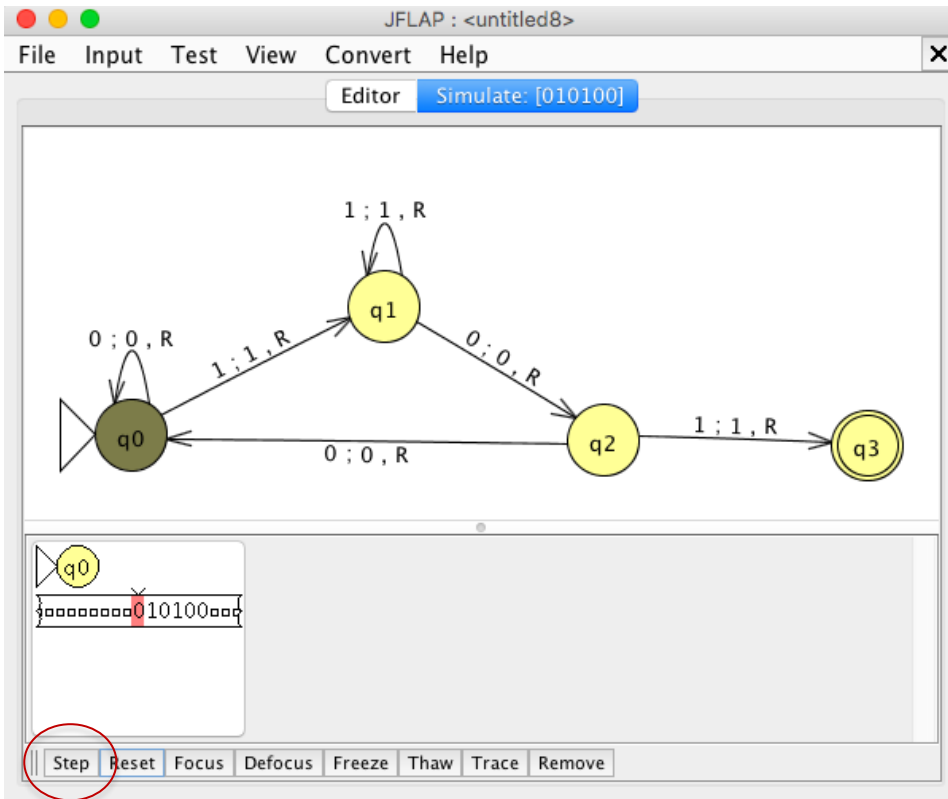 JFLAP : <untitled8>
File Input Test View Convert Help
Editor Simulate: [010100]
1 ; 1 , R
q1
0 ; 0 , R
1 ; 1 , R
0 ; 0 , R
q0
0 ; 0 , R
q2
1 ; 1 , R
q3
q0
010100
Step Reset Focus Defocus Freeze Thaw Trace Remove